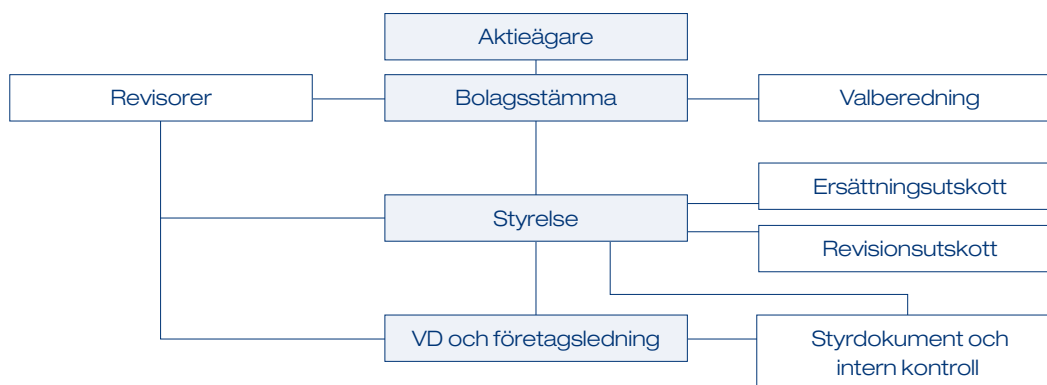 Aktieägare
Revisorer
Bolagsstämma
Valberedning
Ersättningsutskott
Styrelse
Revisionsutskott
VD och företagsledning
Styrdokument och
intern kontroll